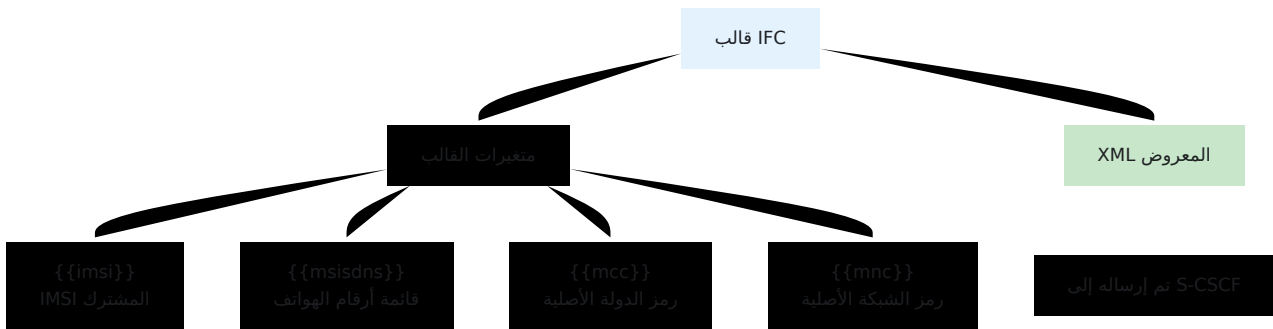 قالب IFC
متغيرات القالب
المعروض XML
{{imsi}}
المشترك IMSI
{{msisdns}}
قائمة أرقام الهواتف
{{mcc}}
رمز الدولة الأصلية
{{mnc}}
رمز الشبكة الأصلية
تم إرساله إلى S-CSCF